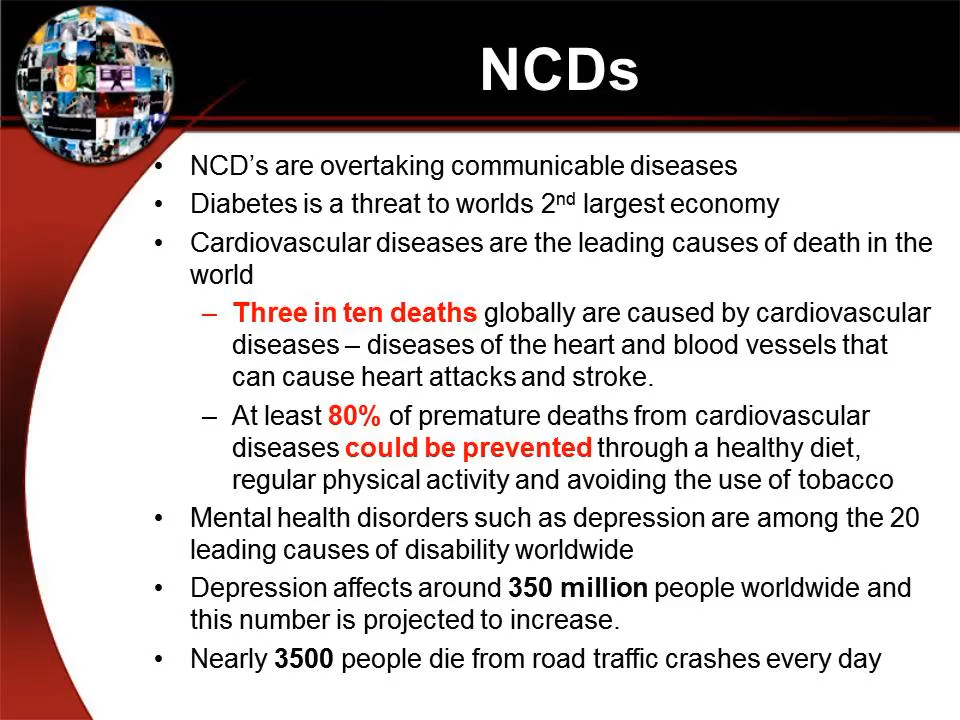 NCDs
• NCD’s are overtaking communicable diseases
• Diabetes is a threat to worlds 2nd largest economy
• Cardiovascular diseases are the leading causes of death in the
world
– Three in ten deaths globally are caused by cardiovascular
diseases – diseases of the heart and blood vessels that
can cause heart attacks and stroke.
– At least 80% of premature deaths from cardiovascular
diseases could be prevented through a healthy diet,
regular physical activity and avoiding the use of tobacco
• Mental health disorders such as depression are among the 20
leading causes of disability worldwide
• Depression affects around 350 million people worldwide and
this number is projected to increase.
• Nearly 3500 people die from road traffic crashes every day